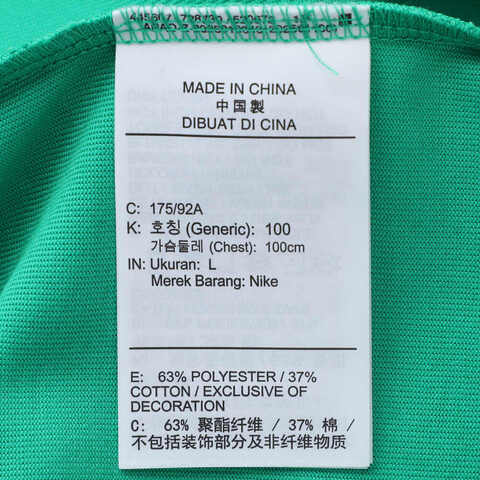 MADE IN CHINA
中国製
DIBUAT DI CINA
C: 175/92A
K: 호칭 (Generic): 100
가슴둘레 (Chest): 100cm
IN: Ukuran: L
Merek Barang: Nike
E: 63% POLYESTER / 37%
COTTON / EXCLUSIVE OF
DECORATION
C: 63% 聚酯纤维 / 37% 棉 /
不包括装饰部分及非纤维物质